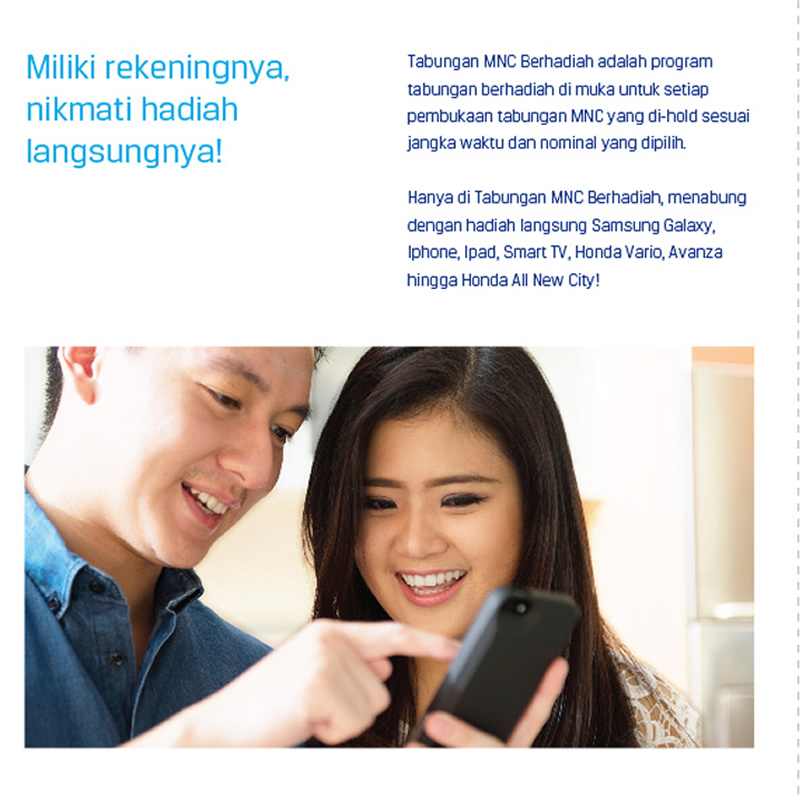 Miliki rekeningnya,
nikmati hadiah
langsungnya!
Tabungan MNC Berhadiah adalah program
tabungan berhadiah di muka untuk setiap
pembukaan tabungan MNC yang di-hold sesuai
jangka waktu dan nominal yang dipilih.
Hanya di Tabungan MNC Berhadiah, menabung
dengan hadiah langsung Samsung Galaxy,
Iphone, Ipad, Smart TV, Honda Vario, Avanza
hingga Honda All New City!